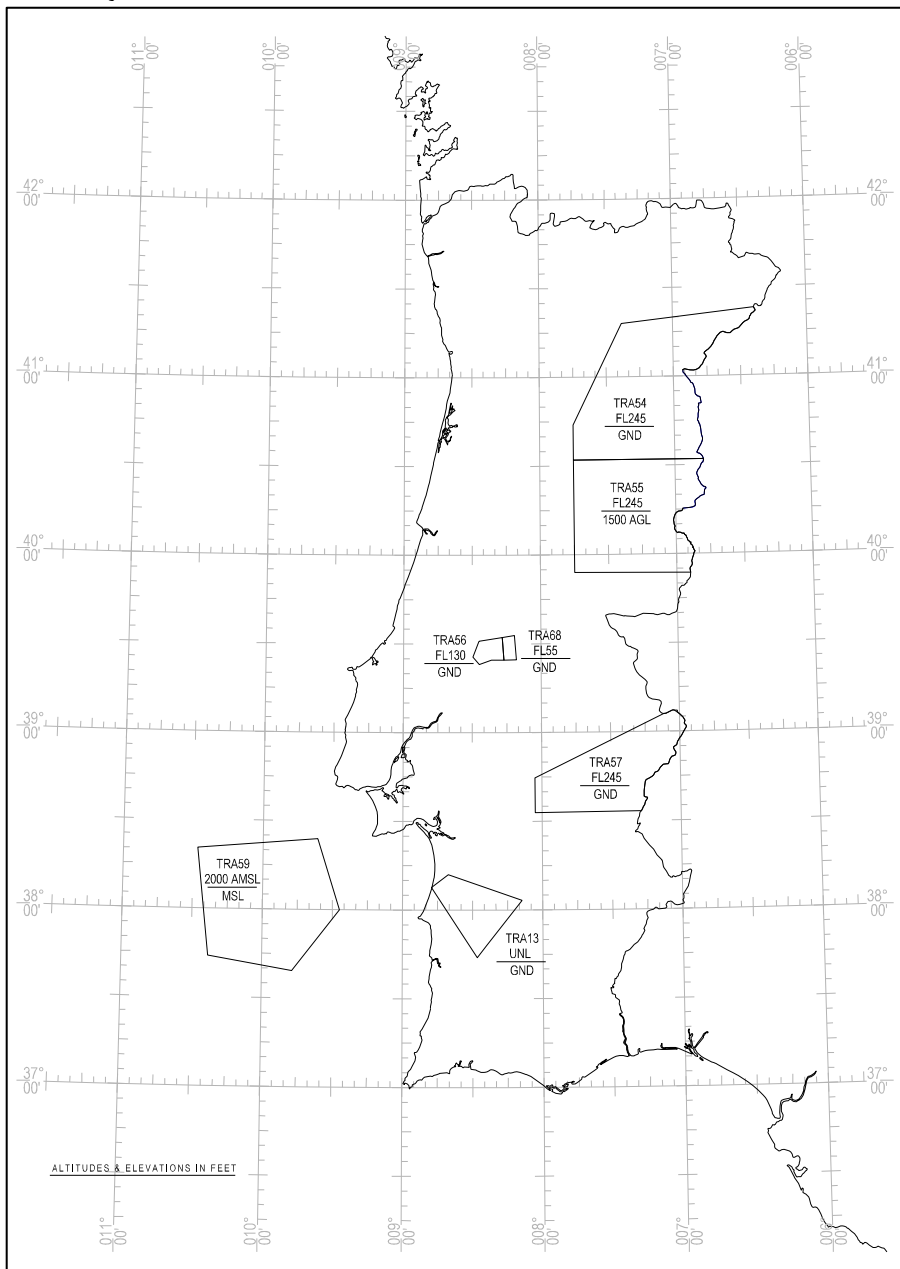 011°
00'
010°
00'
009°
00'
008°
00'
007°
00'
006°
00'
42°
00'
42°
00'
41°
00'
41°
00'
TRA54
FL245
GND
TRA55
FL245
1500 AGL
40°
00'
40°
00'
TRA56
FL130
GND
TRA68
FL55
GND
39°
00'
39°
00'
TRA57
FL245
GND
TRA59
2000 AMSL
MSL
38°
00'
38°
00'
TRA13
UNL
GND
37°
00'
37°
00'
ALTITUDES & ELEVATIONS IN FEET
011°
00'
010°
00'
009°
00'
008°
00'
007°
00'
006°
00'